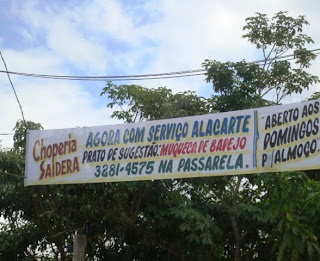 Choperia
SAIDERA
AGORA COM SERVIÇO ALACARTE
PRATO DE SUGESTÃO: MUQUECA DE BADEJO
3281-4575 NA PASSARELA.
ABERTO AOS
DOMINGOS
P/ALMOÇO